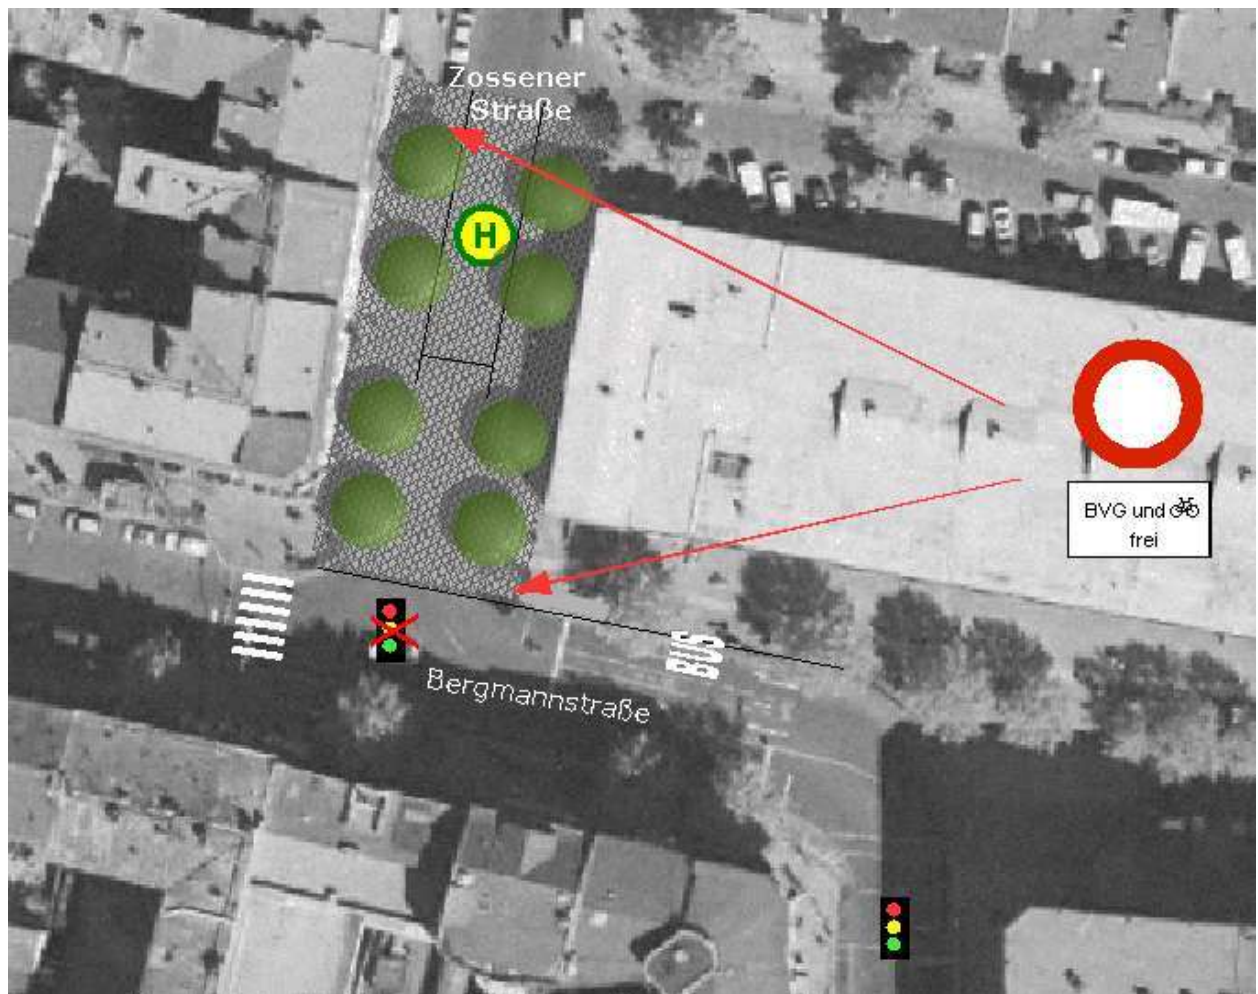 Zossener
Straße
H
BVG und
frei
BUS
Bergmannstraße